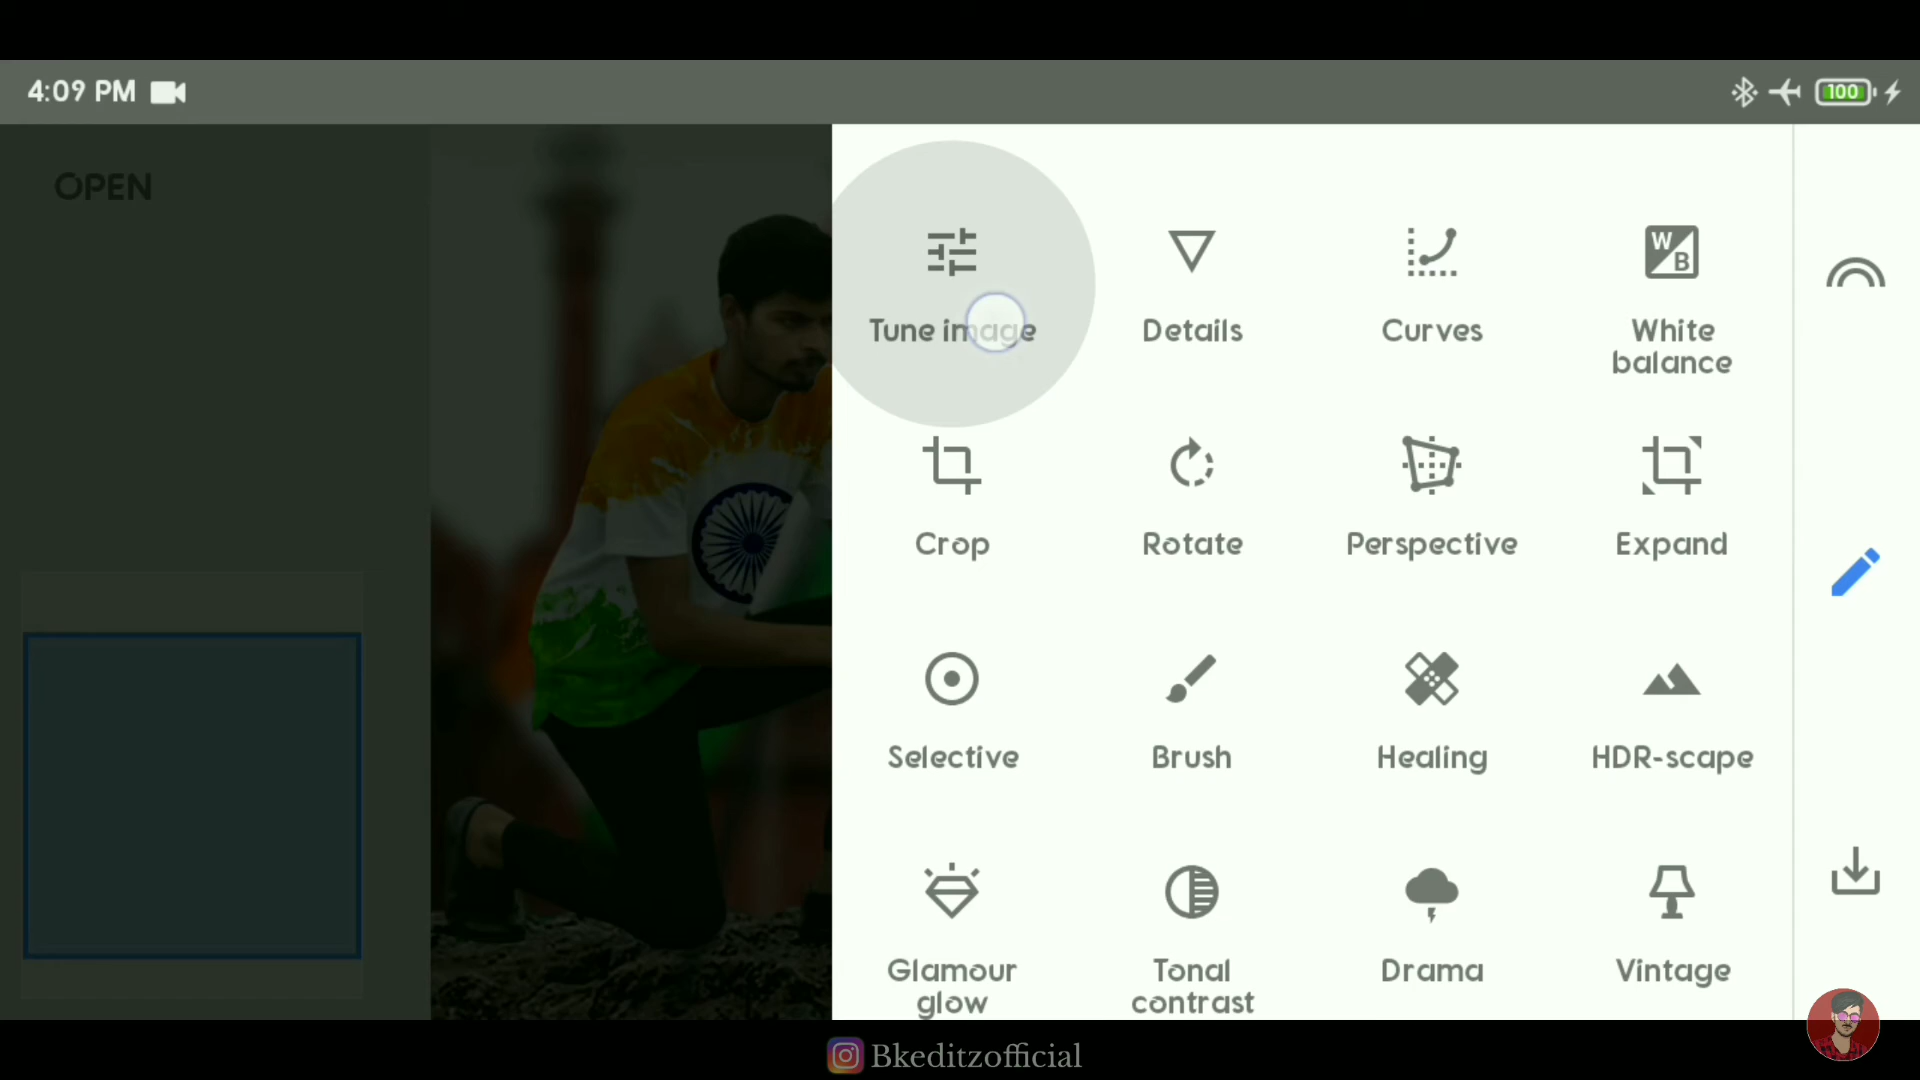 4:09 PM
100
OPEN
Tune image
Details
Curves
W
B
White
balance
Crop
Rotate
Perspective
Expand
Selective
Brush
Healing
HDR-scape
Glamour
glow
Tonal
contrast
Drama
Vintage
Bkeditzofficial